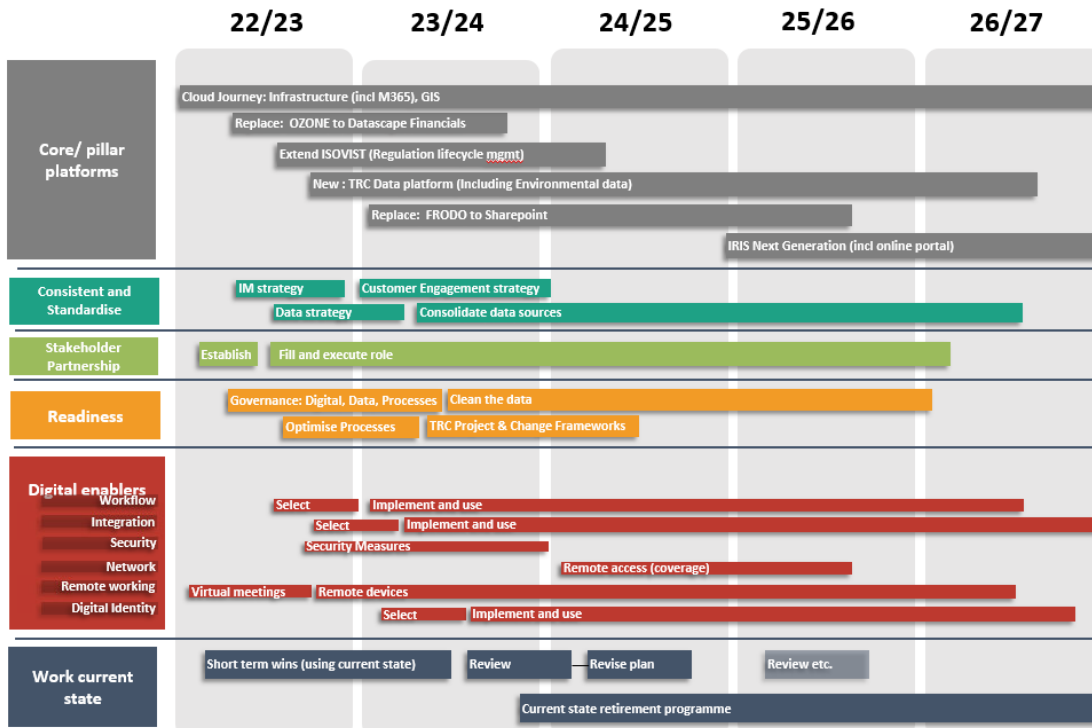 22/23
23/24
24/25
25/26
26/27
Core/ pillar
platforms
Cloud Journey: Infrastructure (incl M365), GIS
Replace: OZONE to Datascape Financials
Extend ISOVIST (Regulation lifecycle mgmt)
New : TRC Data platform (Including Environmental data)
Replace: FRODO to Sharepoint
IRIS Next Generation (incl online portal)
Consistent and
Standardise
IM strategy
Customer Engagement strategy
Data strategy
Consolidate data sources
Stakeholder
Partnership
Establish
Fill and execute role
Readiness
Governance: Digital, Data, Processes
Clean the data
Optimise Processes
TRC Project & Change Frameworks
Digital enablers
Workflow
Select
Implement and use
Integration
Select
Implement and use
Security
Security Measures
Network
Remote access (coverage)
Remote working
Virtual meetings
Remote devices
Digital Identity
Select
Implement and use
Work current
state
Short term wins (using current state)
Review
Revise plan
Review etc.
Current state retirement programme